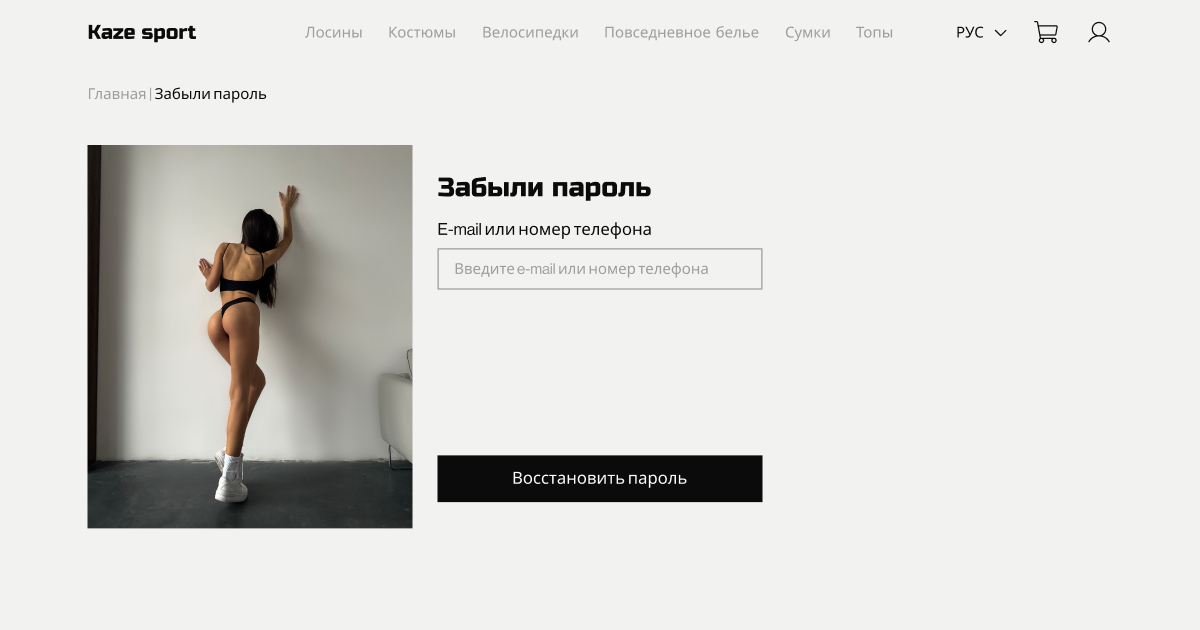 Kaze sport
Лосины Костюмы Велосипедки Повседневное белье Сумки Топы РУС
Главная | Забыли пароль
Забыли пароль
E-mail или номер телефона
Введите e-mail или номер телефона
Восстановить пароль